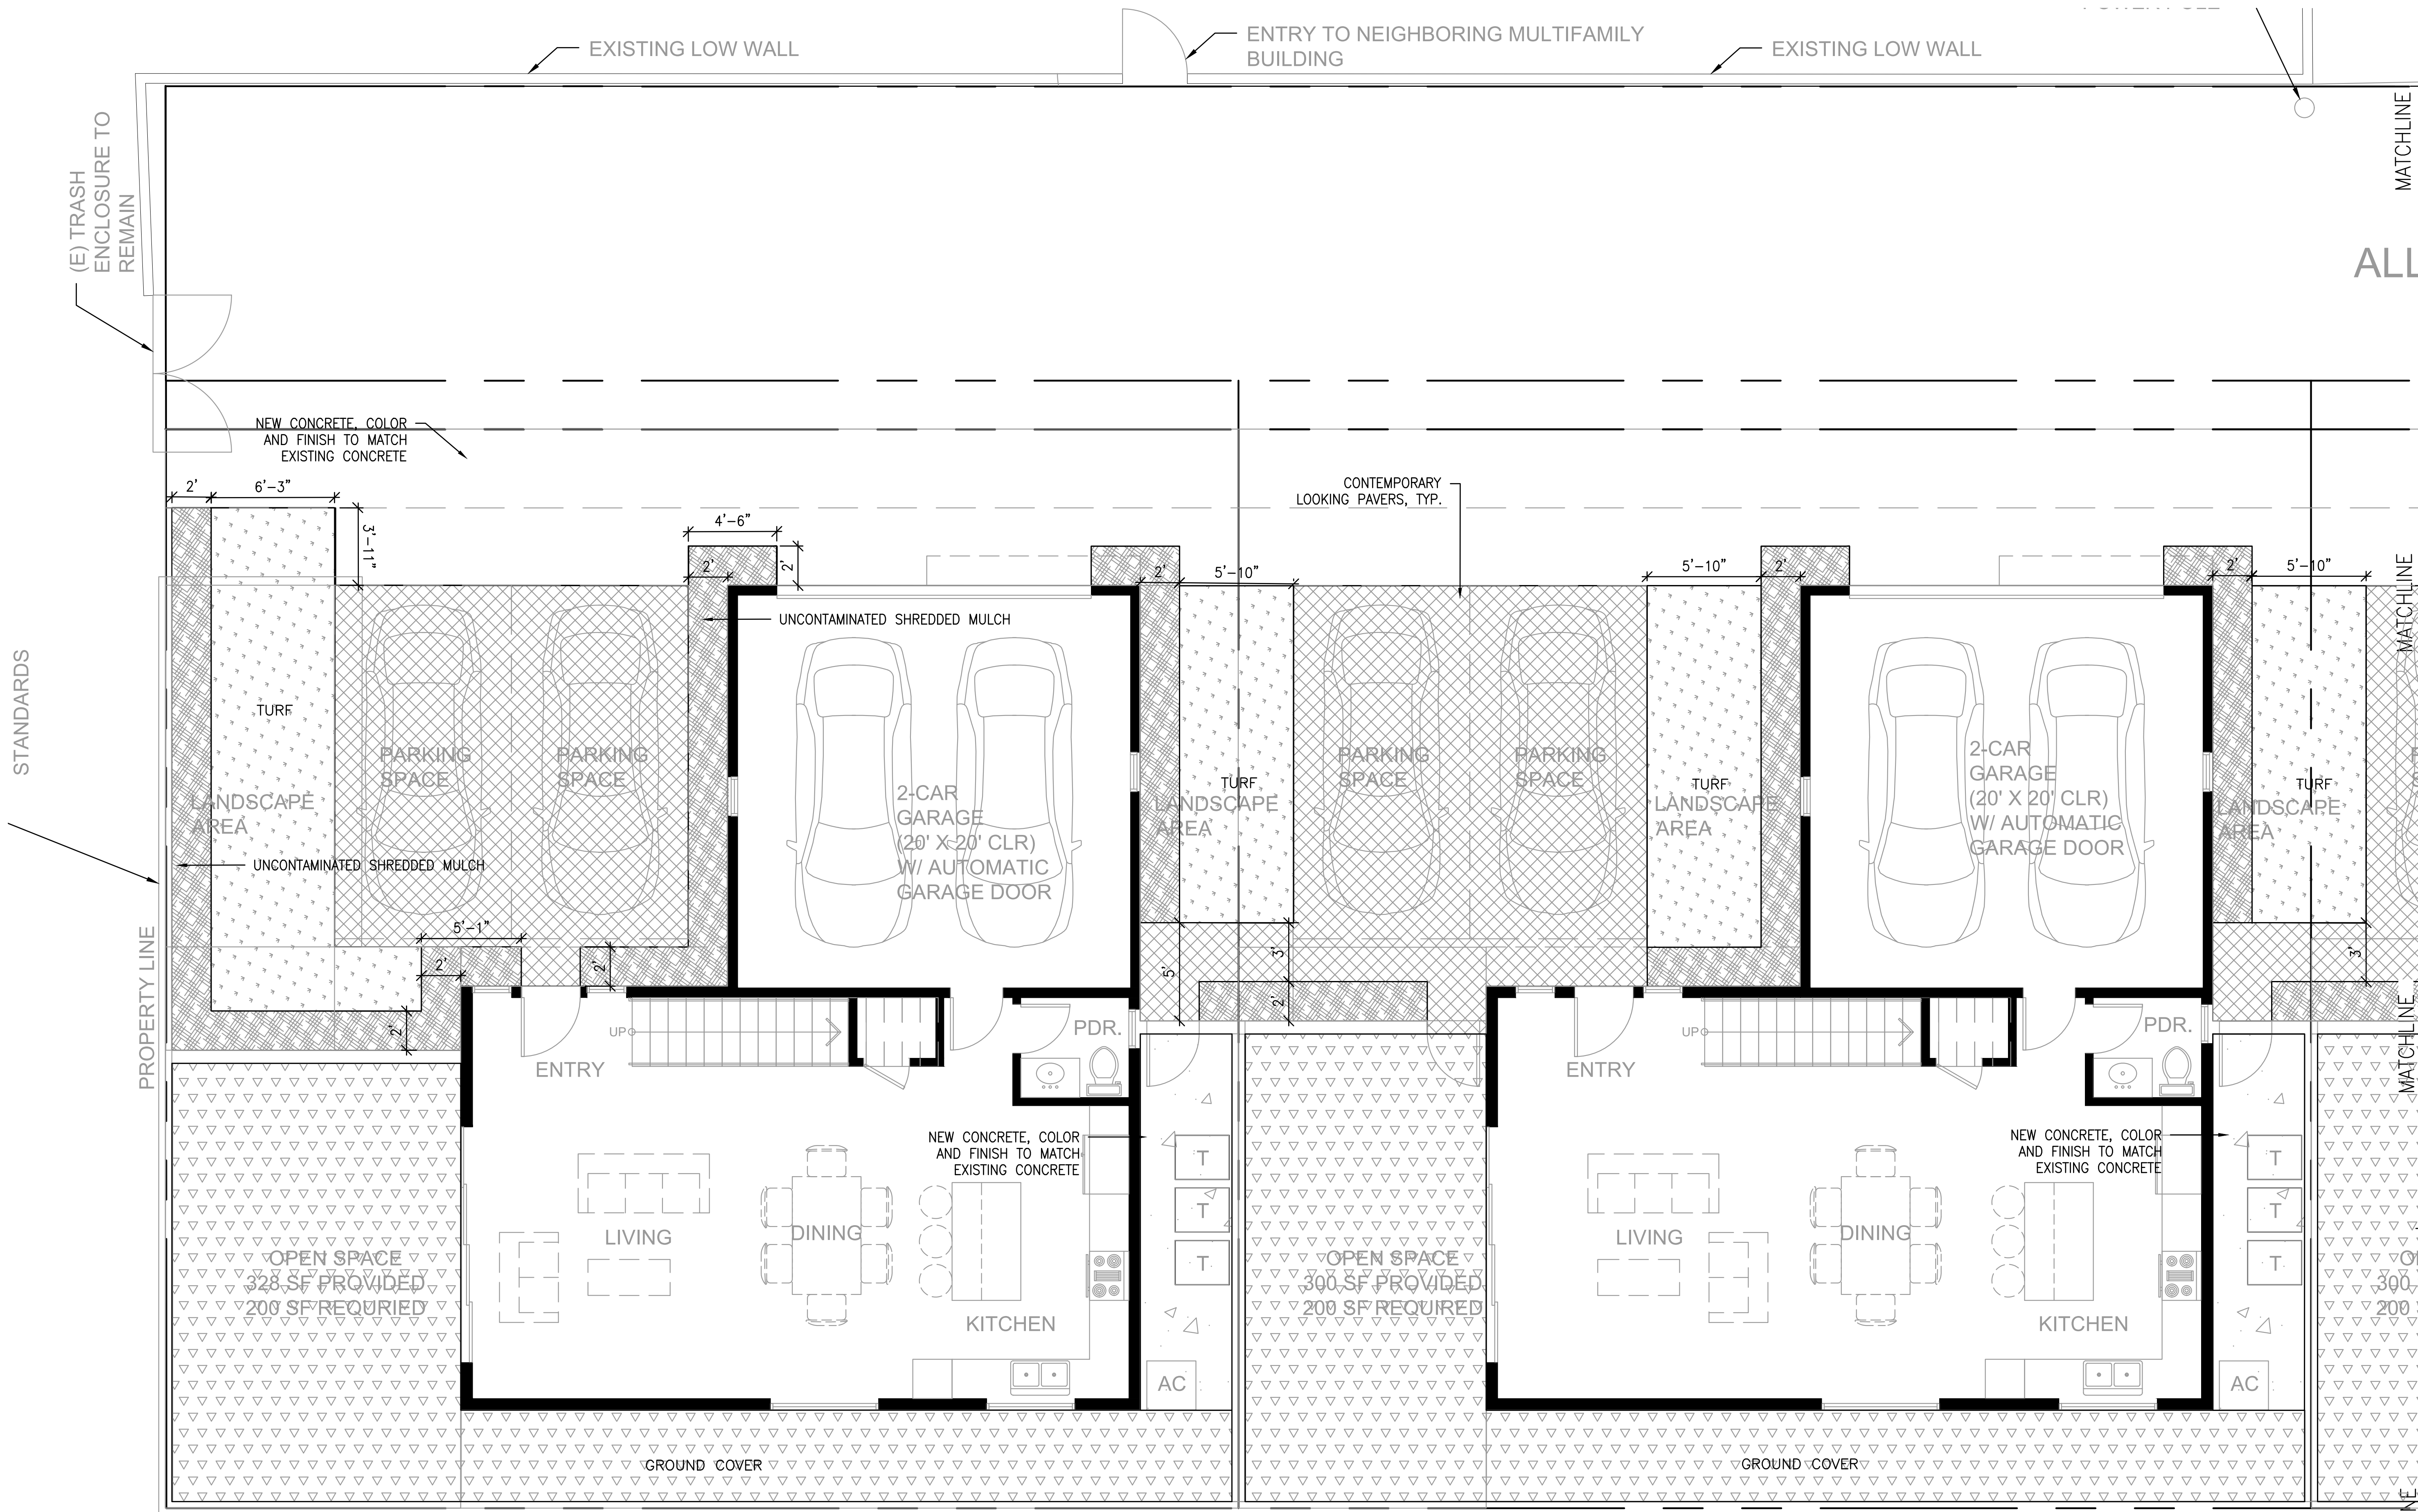 EXISTING LOW WALL
ENTRY TO NEIGHBORING MULTIFAMILY
BUILDING
EXISTING LOW WALL
MATCHLINE
(E) TRASH
ENCLOSURE TO
REMAIN
ALL
NEW CONCRETE, COLOR
AND FINISH TO MATCH
EXISTING CONCRETE
2'
6'-3"
3'-11"
4'-6"
2'
2'
CONTEMPORARY
LOOKING PAVERS, TYP.
2'
5'-10"
5'-10"
2'
2'
5'-10"
MATCHLINE
STANDARDS
UNCONTAMINATED SHREDDED MULCH
TURF
PARKING
SPACE
PARKING
SPACE
LANDSCAPE
AREA
UNCONTAMINATED SHREDDED MULCH
2-CAR
GARAGE
(20' X 20' CLR)
W/ AUTOMATIC
GARAGE DOOR
TURF
LANDSCAPE
AREA
PARKING
SPACE
PARKING
SPACE
TURF
LANDSCAPE
AREA
2-CAR
GARAGE
(20' X 20' CLR)
W/ AUTOMATIC
GARAGE DOOR
TURF
LANDSCAPE
AREA
5'-1"
2'
2'
2'
5'
3'
2'
3'
PROPERTY LINE
UP
ENTRY
PDR.
UP
ENTRY
PDR.
MATCHLINE
NEW CONCRETE, COLOR
AND FINISH TO MATCH
EXISTING CONCRETE
T
T
T
NEW CONCRETE, COLOR
AND FINISH TO MATCH
EXISTING CONCRETE
T
T
T
LIVING
DINING
KITCHEN
LIVING
DINING
KITCHEN
OPEN SPACE
328 SF PROVIDED
200 SF REQURIED
OPEN SPACE
300 SF PROVIDED
200 SF REQUIRED
300
200
AC
AC
GROUND COVER
GROUND COVER